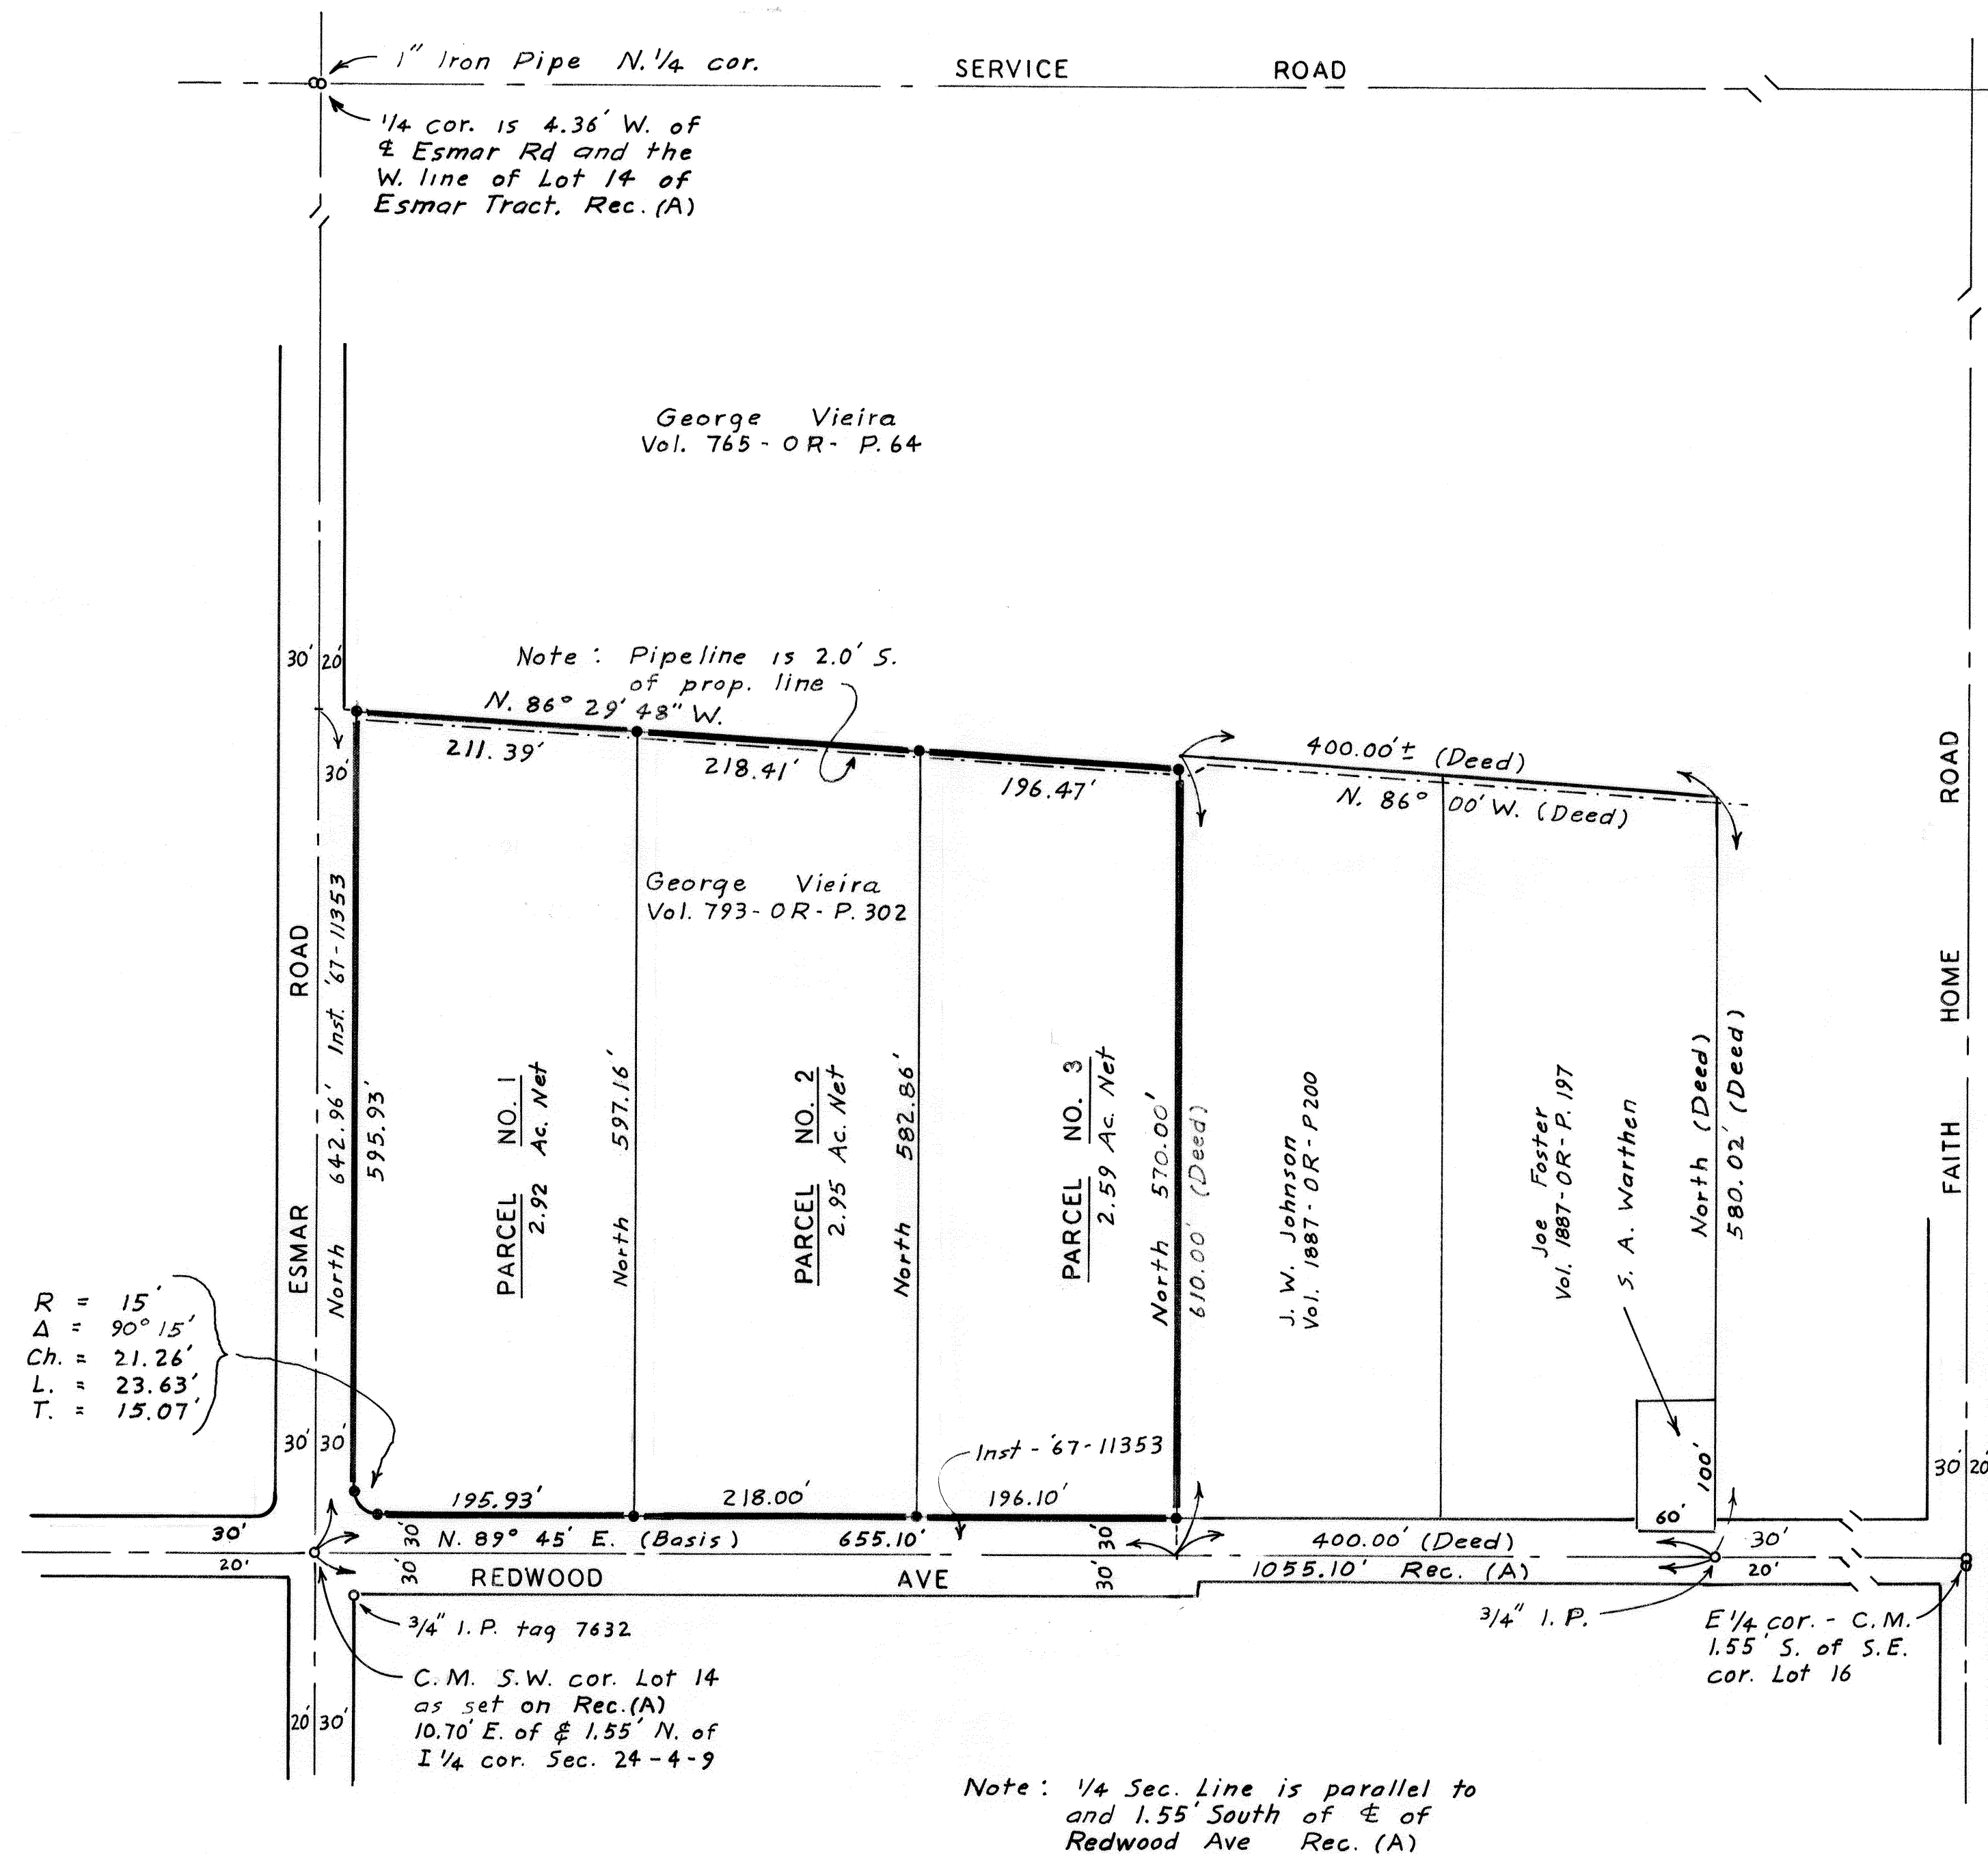 1" Iron Pipe N. 1/4 cor.
SERVICE ROAD
1/4 cor. is 4.36' W. of
℄ Esmar Rd and the
W. line of Lot 14 of
Esmar Tract. Rec. (A)
George Vieira
Vol. 765 - OR - P. 64
30' 20'
30'
Note : Pipeline is 2.0' S.
of prop. line
N. 86° 29' 48" W.
211.39'
218.41'
196.47'
400.00'± (Deed)
N. 86° 00' W. (Deed)
George Vieira
Vol. 793 - OR - P. 302
ESMAR ROAD
North 642.96' Inst. '67-11353
595.93'
PARCEL NO. 1
2.92 Ac. Net
North 597.16'
PARCEL NO. 2
2.95 Ac. Net
North 582.86'
PARCEL NO. 3
2.59 Ac. Net
North 570.00'
610.00' (Deed)
J. W. Johnson
Vol. 1887 - OR - P 200
Joe Foster
Vol. 1887 - OR - P. 197
S. A. Warthen
North (Deed)
580.02' (Deed)
FAITH HOME ROAD
R = 15'
Δ = 90° 15'
Ch. = 21.26'
L. = 23.63'
T. = 15.07'
30' 30'
Inst - '67-11353
195.93'
218.00'
196.10'
100'
60'
30' 20'
30'
20'
30'
30'
N. 89° 45' E. (Basis) 655.10'
30'
30'
400.00' (Deed)
1055.10' Rec. (A)
30'
20'
REDWOOD AVE
3/4" I.P. tag 7632
3/4" I. P.
E 1/4 cor. - C. M.
1.55' S. of S.E.
cor. Lot 16
C. M. S.W. cor. Lot 14
as set on Rec. (A)
10.70' E. of & 1.55' N. of
I 1/4 cor. Sec. 24 - 4 - 9
20' 30'
Note : 1/4 Sec. Line is parallel to
and 1.55' South of ℄ of
Redwood Ave Rec. (A)